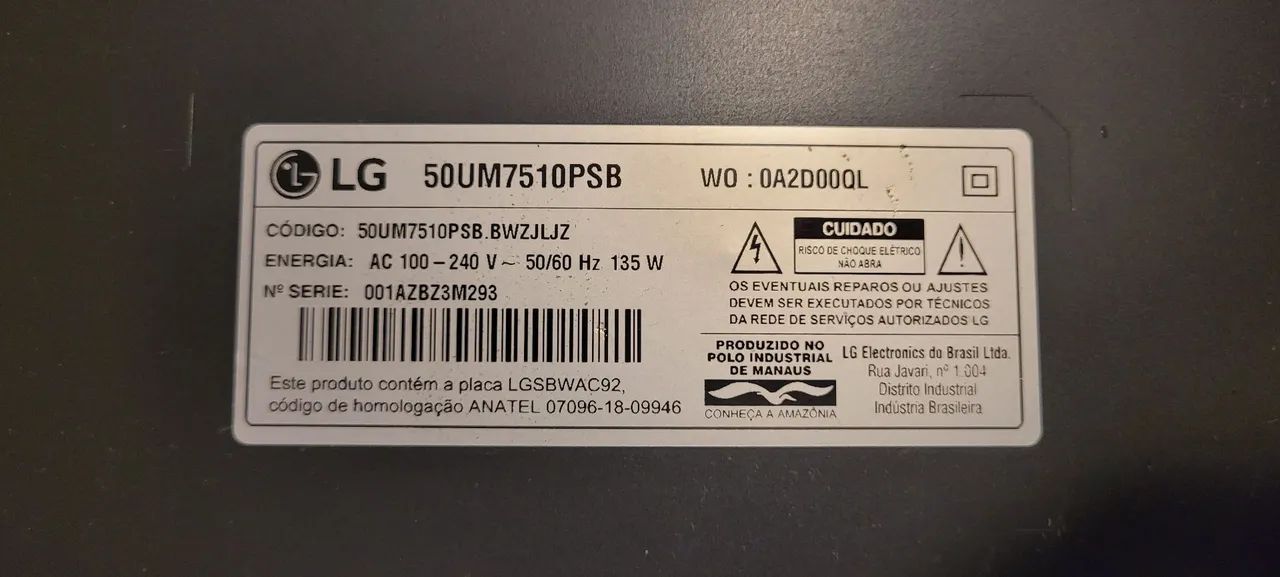 LG 50UM7510PSB WO : 0A2D00QL
CÓDIGO: 50UM7510PSB.BWZJLJZ
ENERGIA: AC 100-240 V~ 50/60 Hz 135 W
Nº SERIE: 001AZBZ3M293
Este produto contém a placa LGSBWAC92,
código de homologação ANATEL 07096-18-09946
CUIDADO
RISCO DE CHOQUE ELÉTRICO
NÃO ABRA
OS EVENTUAIS REPAROS OU AJUSTES
DEVEM SER EXECUTADOS POR TÉCNICOS
DA REDE DE SERVIÇOS AUTORIZADOS LG
PRODUZIDO NO
POLO INDUSTRIAL
DE MANAUS
CONHEÇA A AMAZÔNIA
LG Electronics do Brasil Ltda.
Rua Javari, nº 1.004
Distrito Industrial
Indústria Brasileira